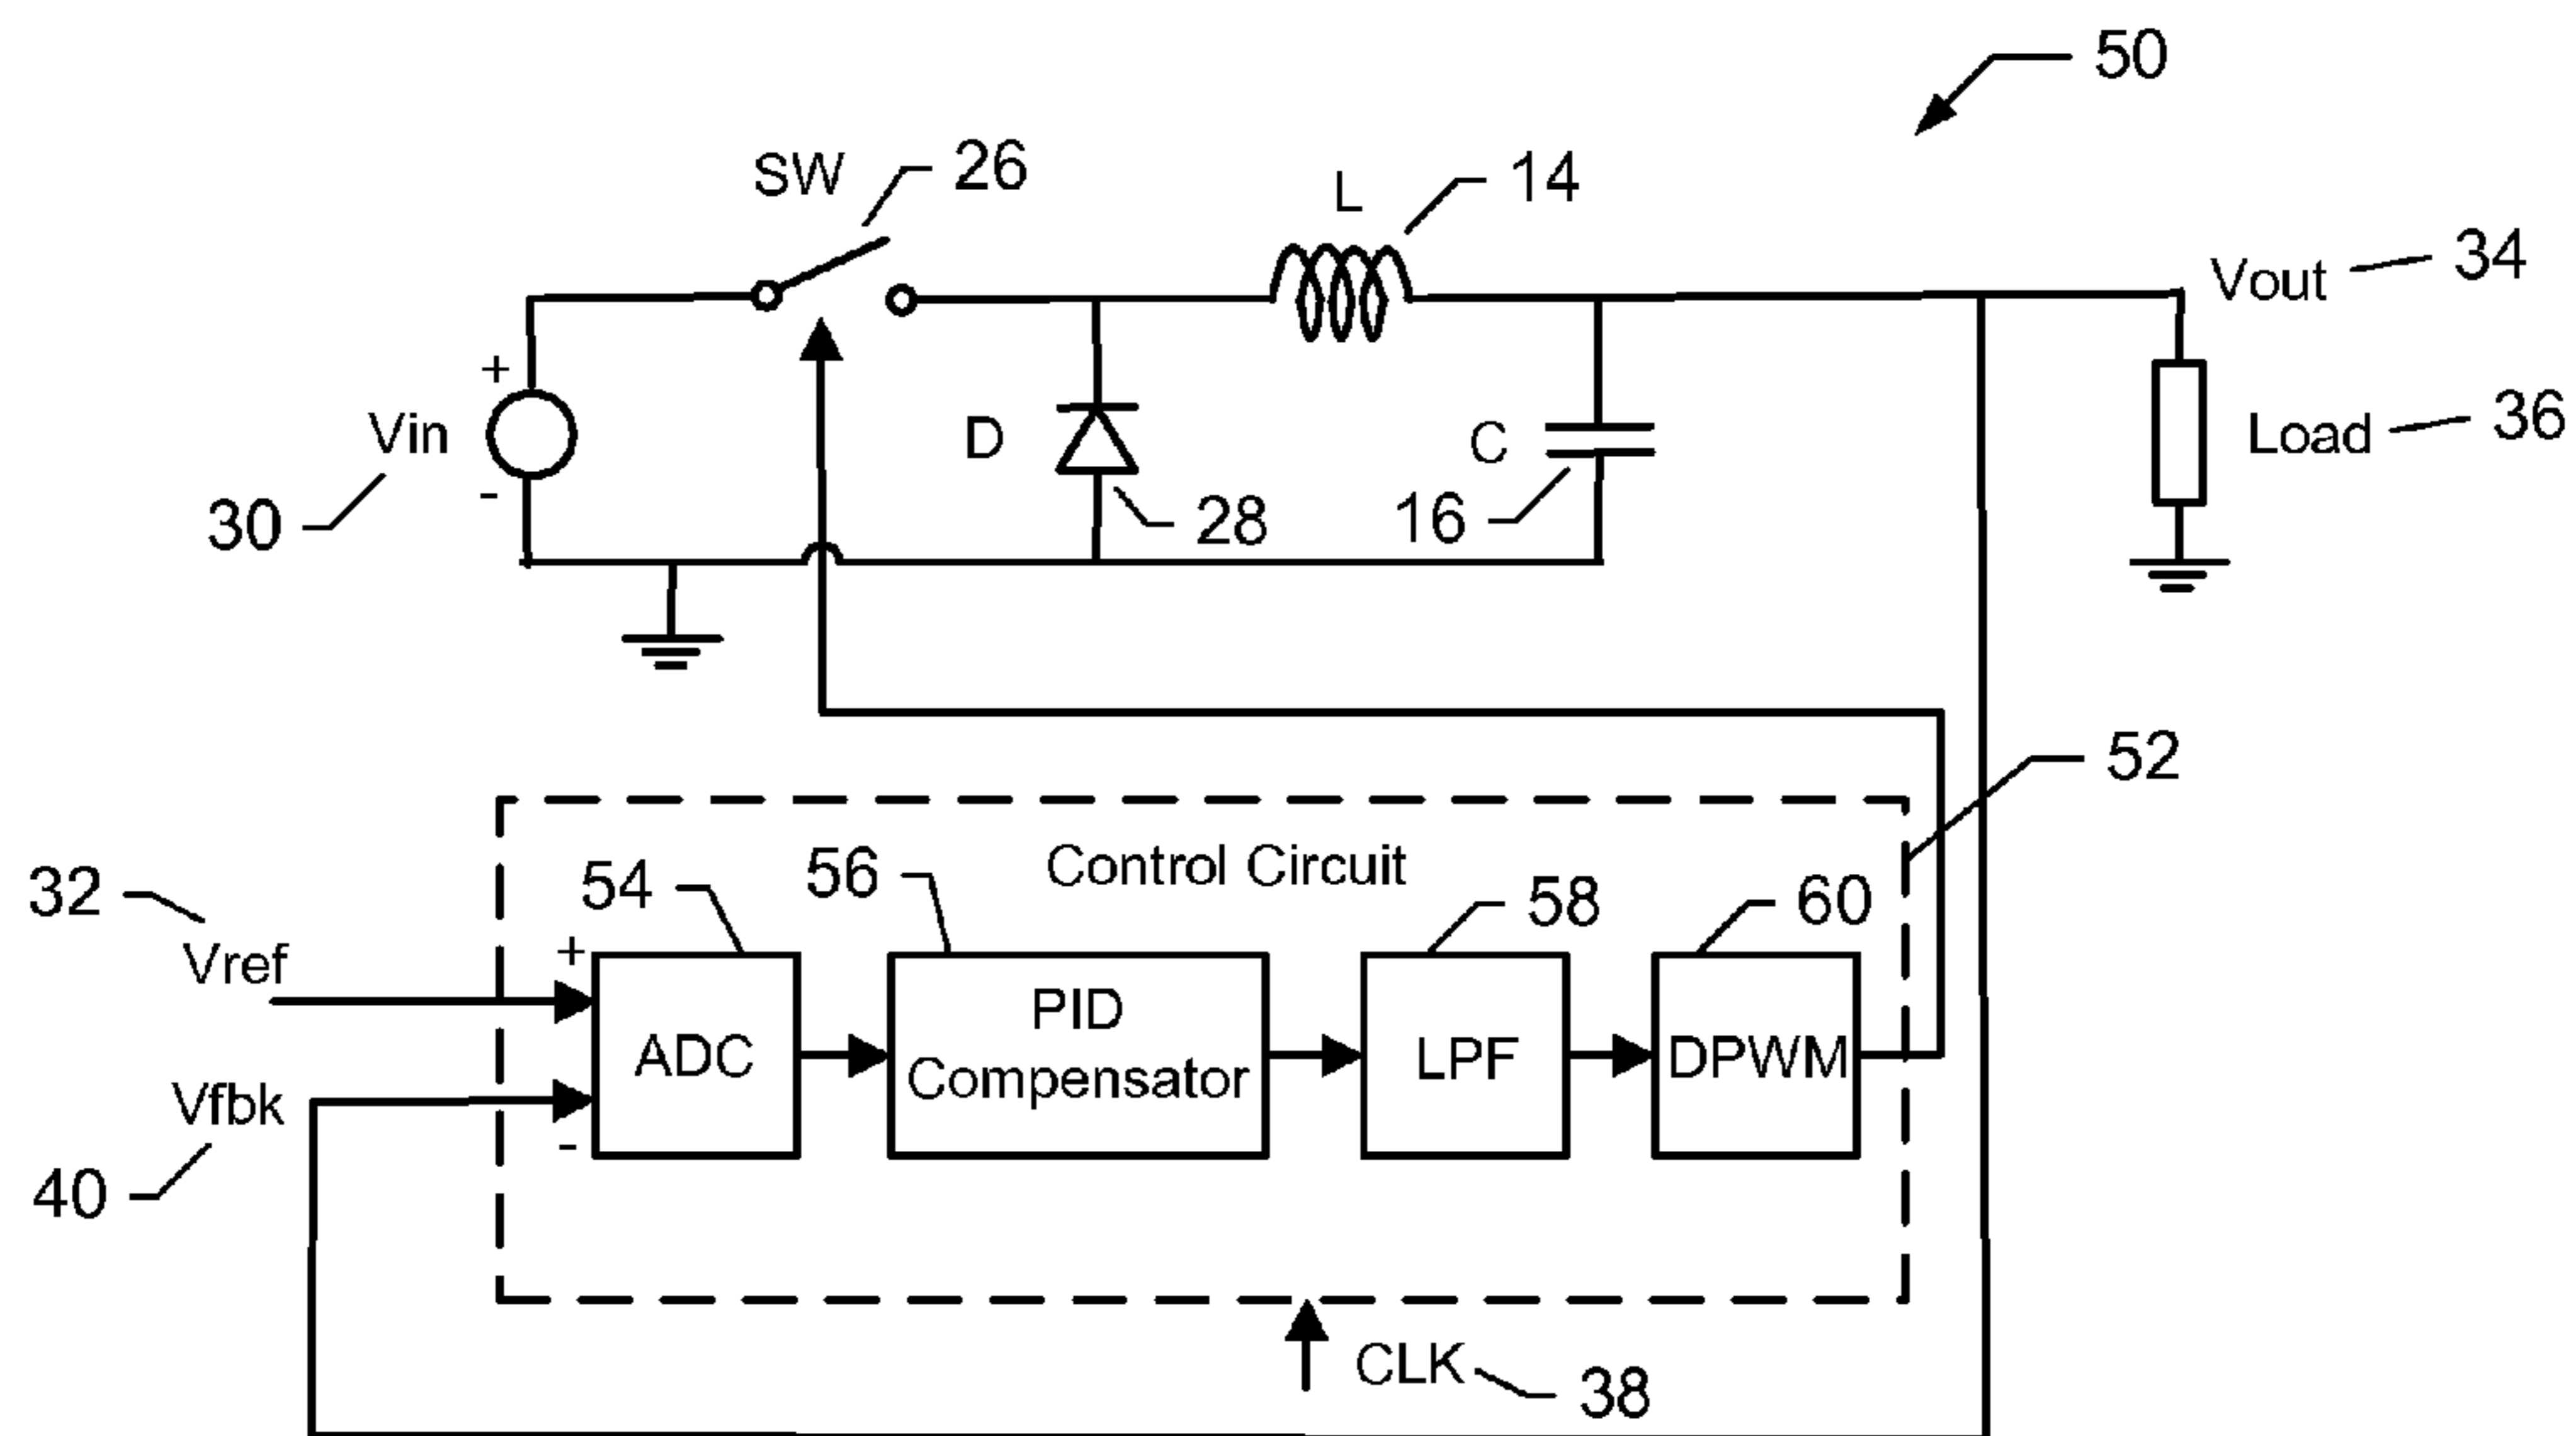 50
SW
26
L
14
Vout
34
+
Vin
-
30
D
28
C
16
Load
36
52
Control Circuit
32
Vref
54
56
58
60
+
ADC
PID
Compensator
LPF
DPWM
Vfbk
-
40
CLK
38